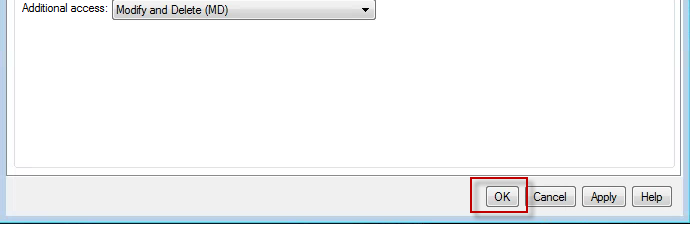 Additional access: Modify and Delete (MD)
OK Cancel Apply Help